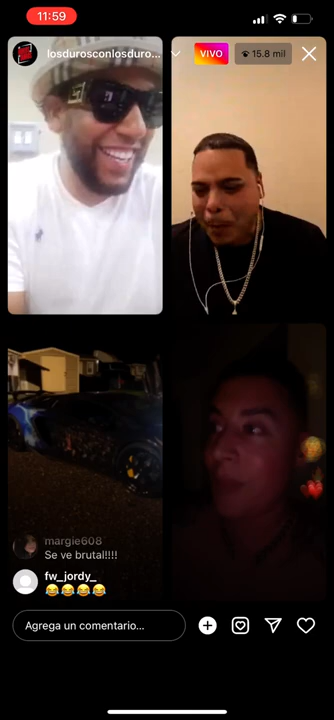 11:59
losdurosconlosduro...
VIVO
15.8 mil
margie608
Se ve brutal!!!!
fw_jordy_
😂😂😂😂
Agrega un comentario...